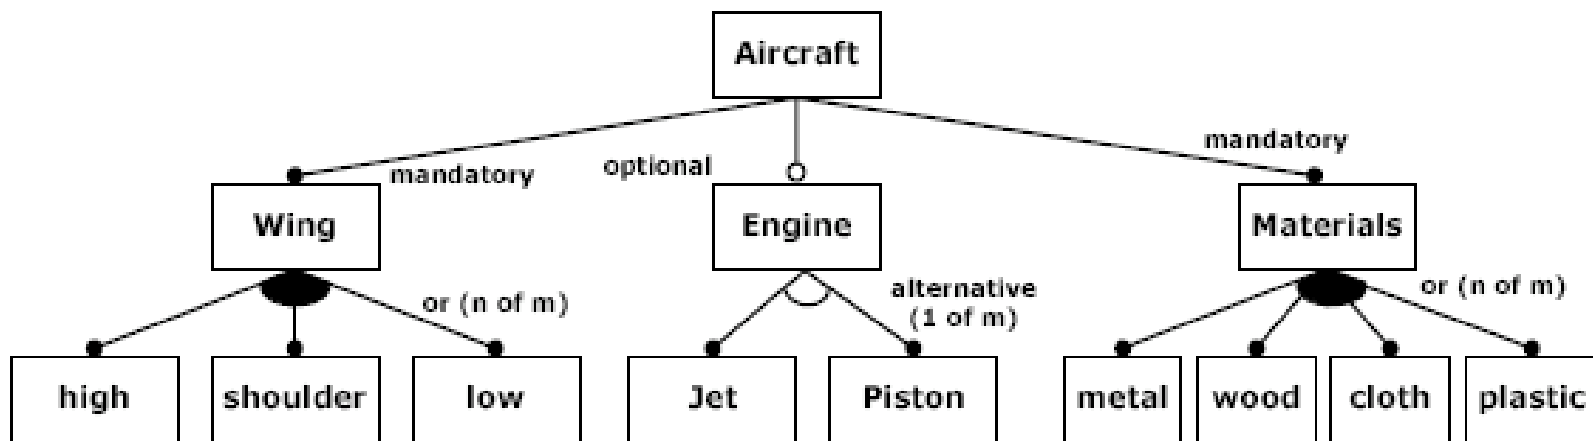 Aircraft
mandatory
optional
mandatory
Wing
Engine
Materials
or (n of m)
alternative
(1 of m)
or (n of m)
high
shoulder
low
Jet
Piston
metal
wood
cloth
plastic